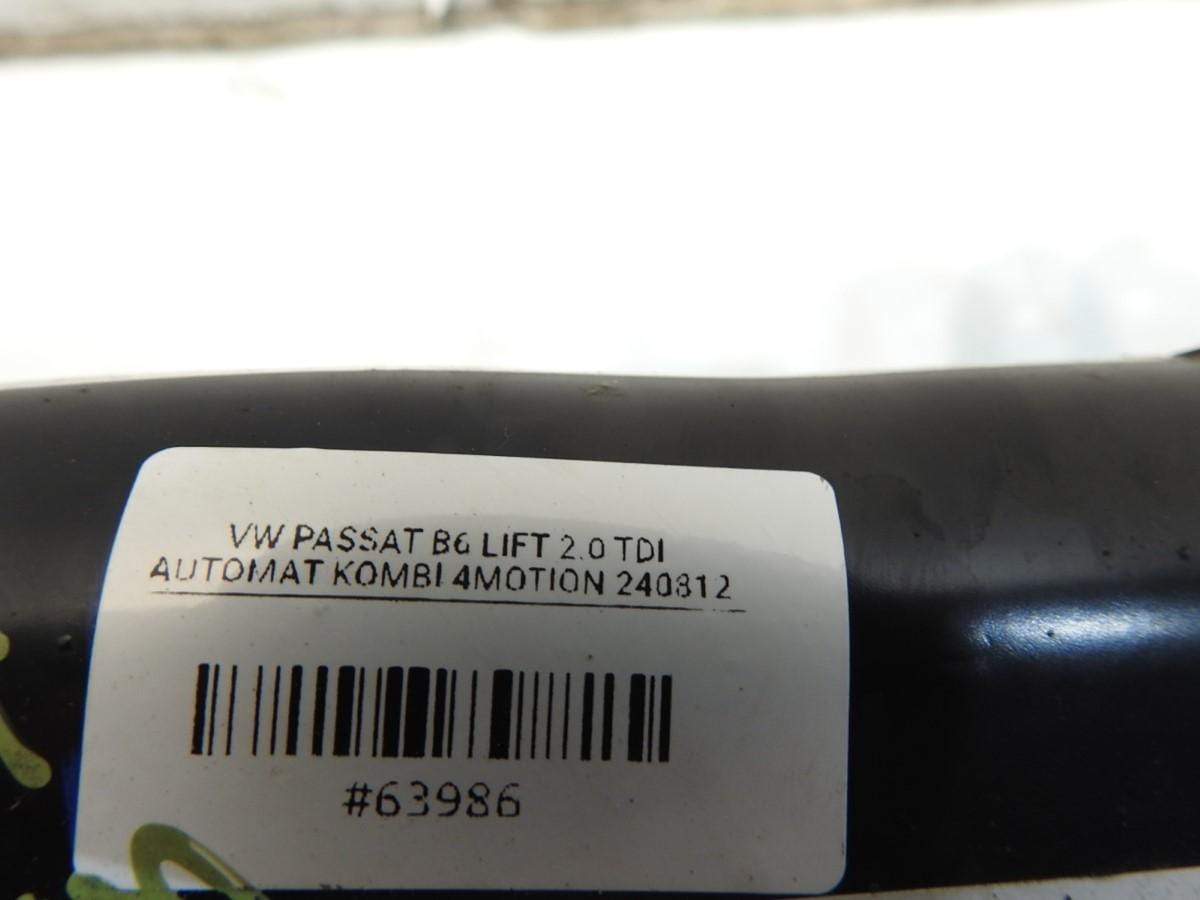 VW PASSAT B6 LIFT 2.0 TDI
AUTOMAT KOMBI 4MOTION 240812
#63986